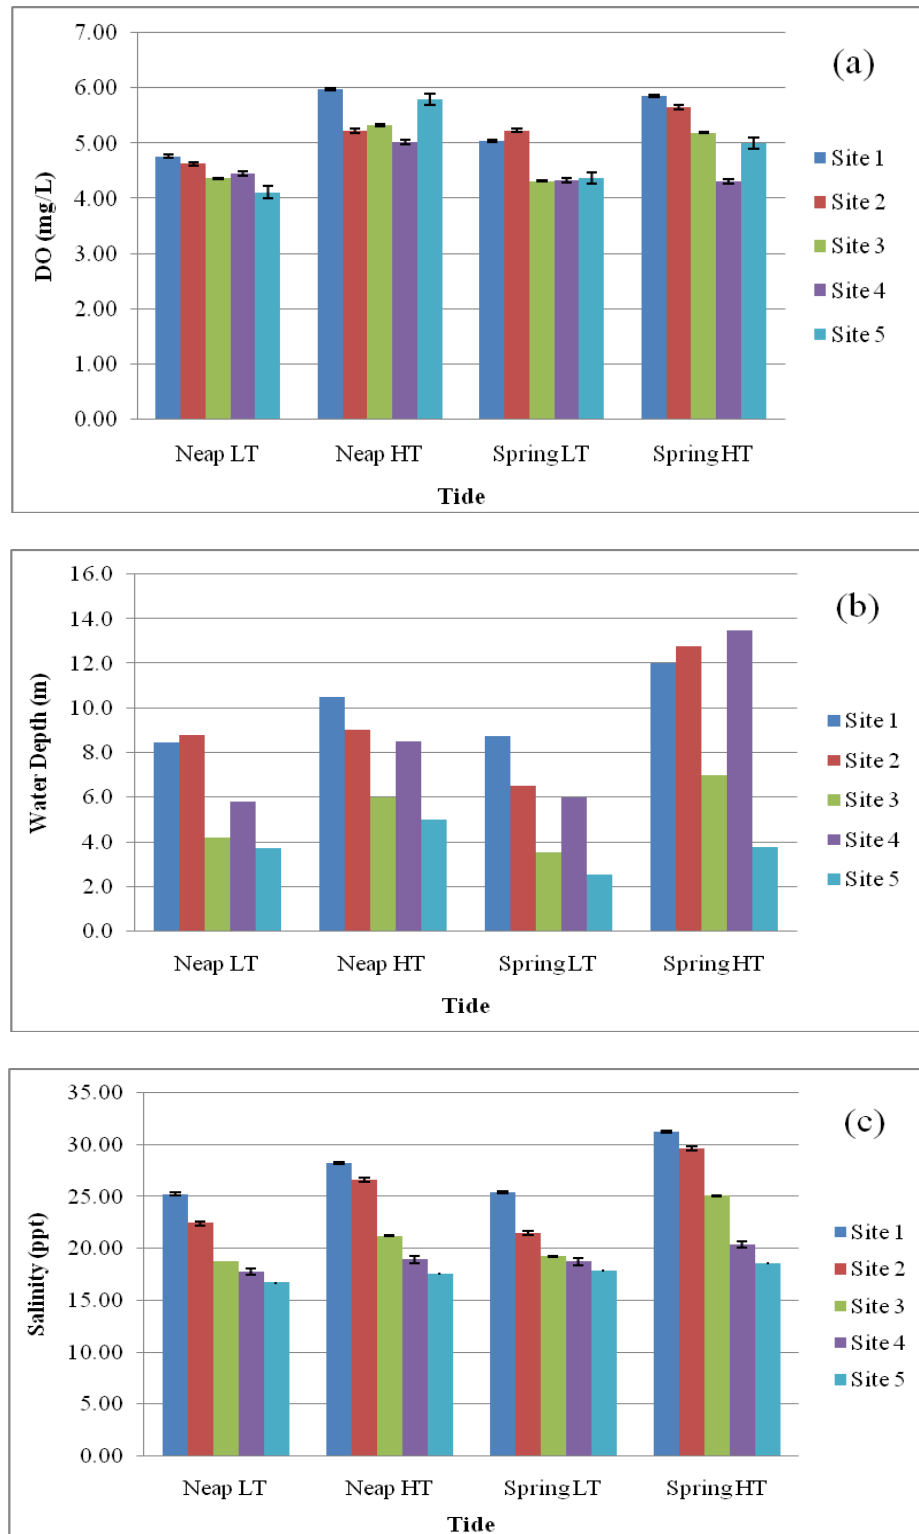 7.00
6.00
5.00
4.00
3.00
2.00
1.00
0.00
DO (mg/L)
Neap LT
Neap HT
Spring LT
Spring HT
Tide
(a)
Site 1
Site 2
Site 3
Site 4
Site 5
16.0
14.0
12.0
10.0
8.0
6.0
4.0
2.0
0.0
Water Depth (m)
Neap LT
Neap HT
Spring LT
Spring HT
Tide
(b)
Site 1
Site 2
Site 3
Site 4
Site 5
35.00
30.00
25.00
20.00
15.00
10.00
5.00
0.00
Salinity (ppt)
Neap LT
Neap HT
Spring LT
Spring HT
Tide
(c)
Site 1
Site 2
Site 3
Site 4
Site 5